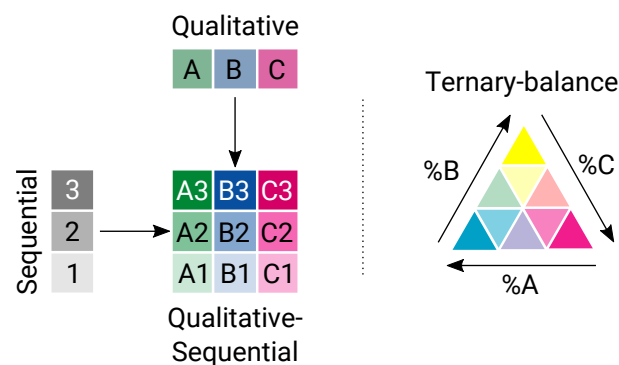 Qualitative
A B C
Sequential
3
2
1
A3 B3 C3
A2 B2 C2
A1 B1 C1
Qualitative-
Sequential
Ternary-balance
%B
%C
%A